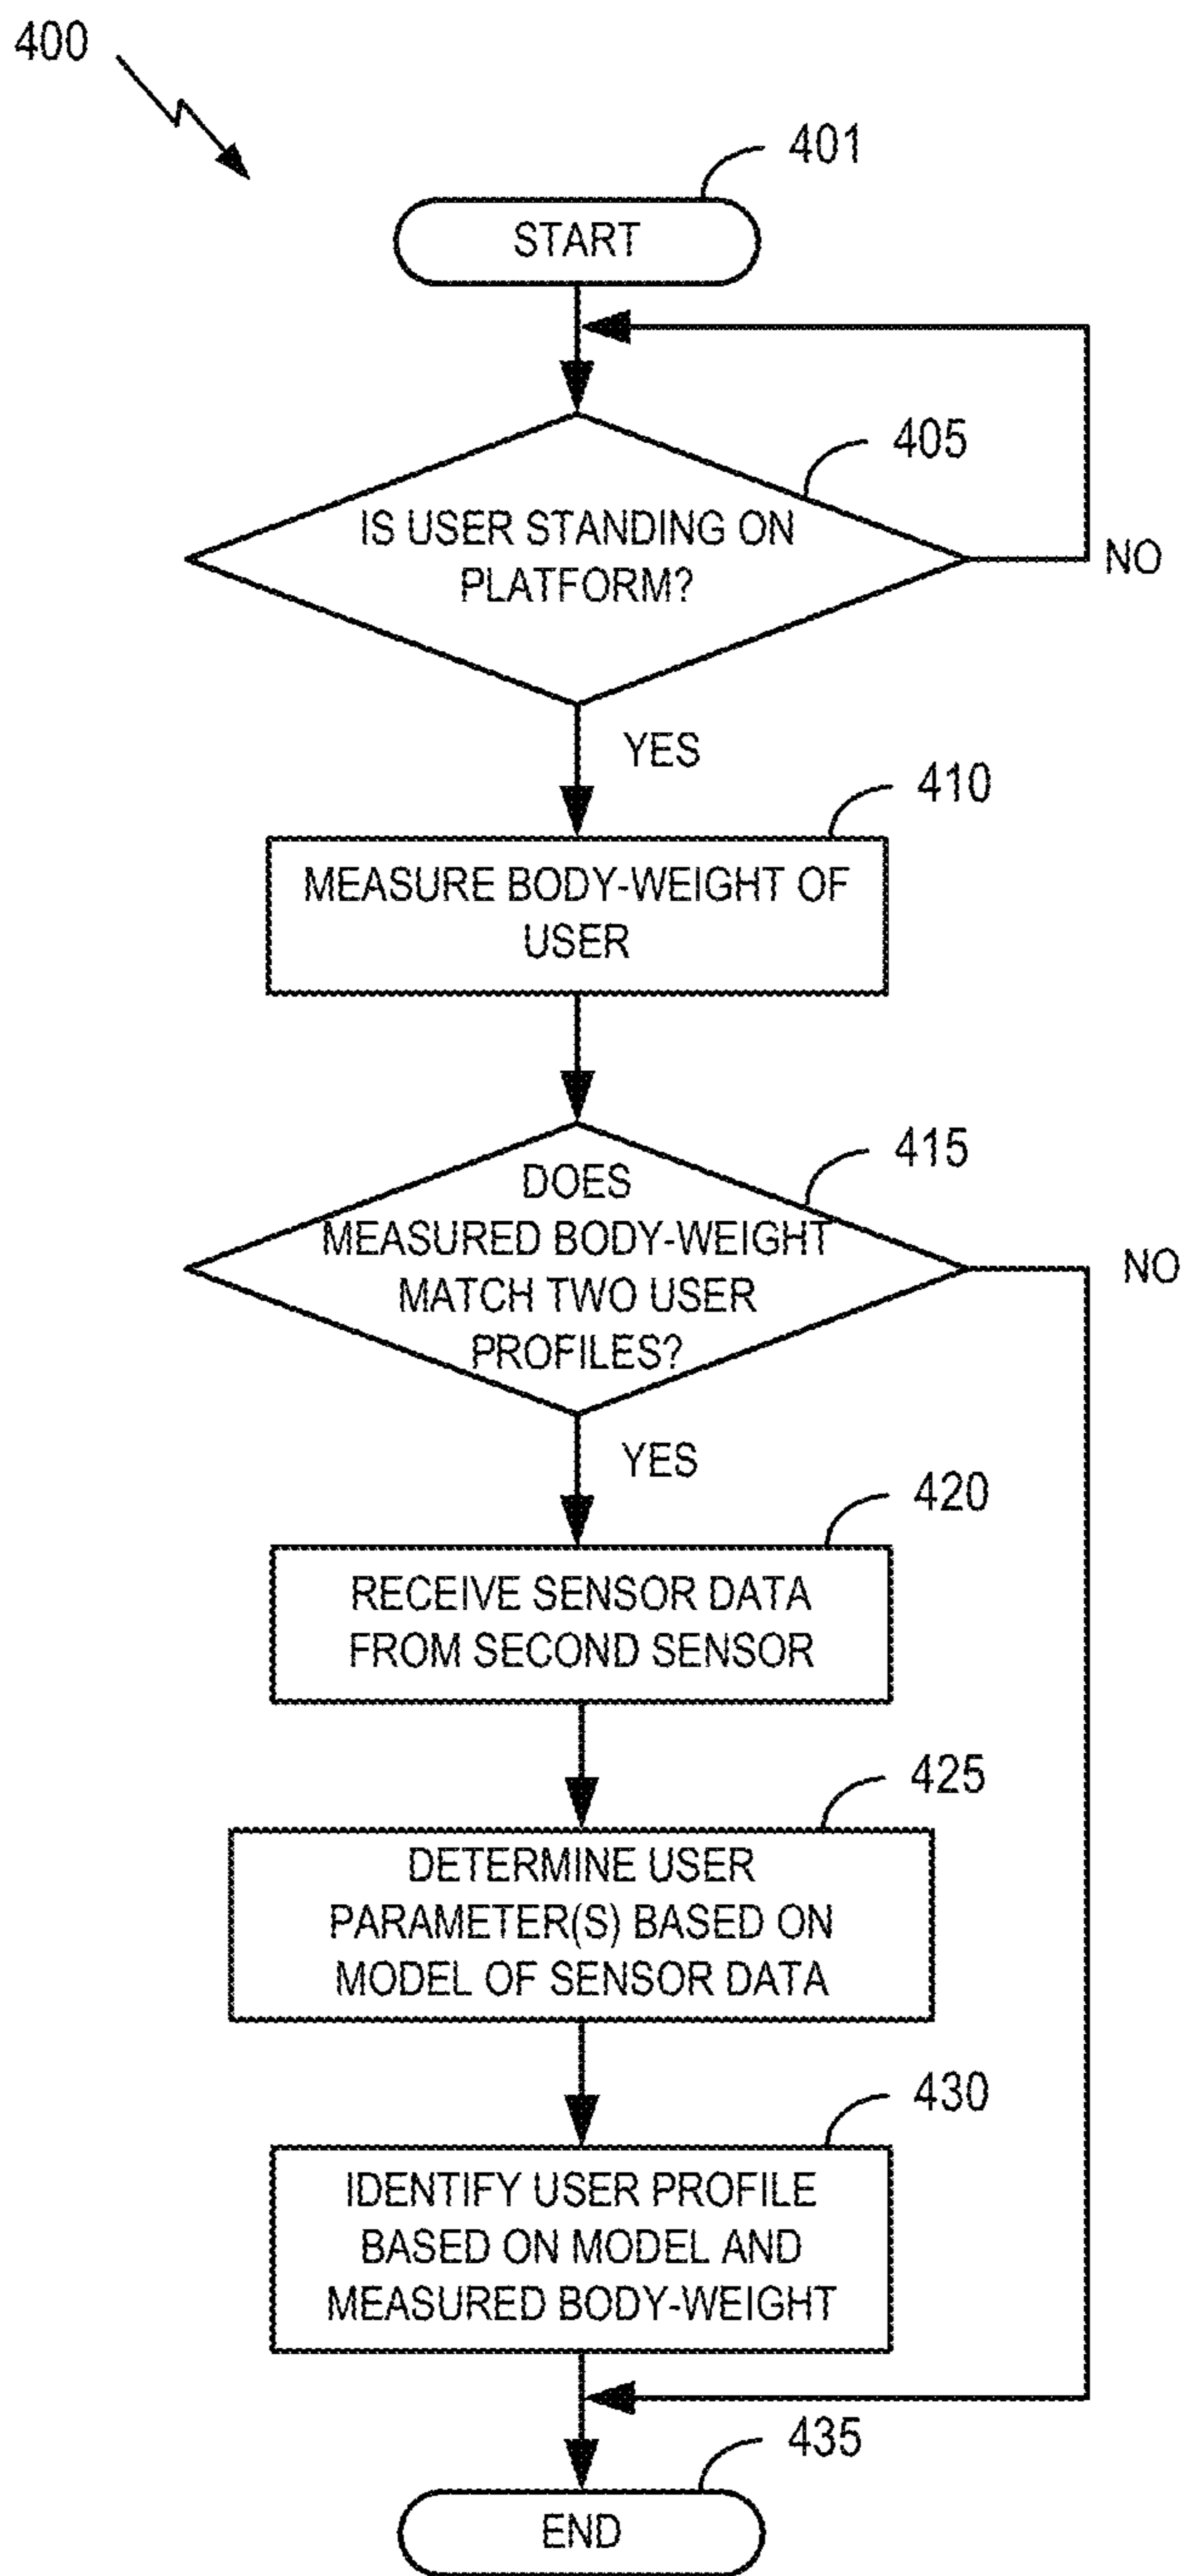 400
401
START
405
IS USER STANDING ON
PLATFORM?
NO
YES
410
MEASURE BODY-WEIGHT OF
USER
415
DOES
MEASURED BODY-WEIGHT
MATCH TWO USER
PROFILES?
NO
YES
420
RECEIVE SENSOR DATA
FROM SECOND SENSOR
425
DETERMINE USER
PARAMETER(S) BASED ON
MODEL OF SENSOR DATA
430
IDENTIFY USER PROFILE
BASED ON MODEL AND
MEASURED BODY-WEIGHT
435
END